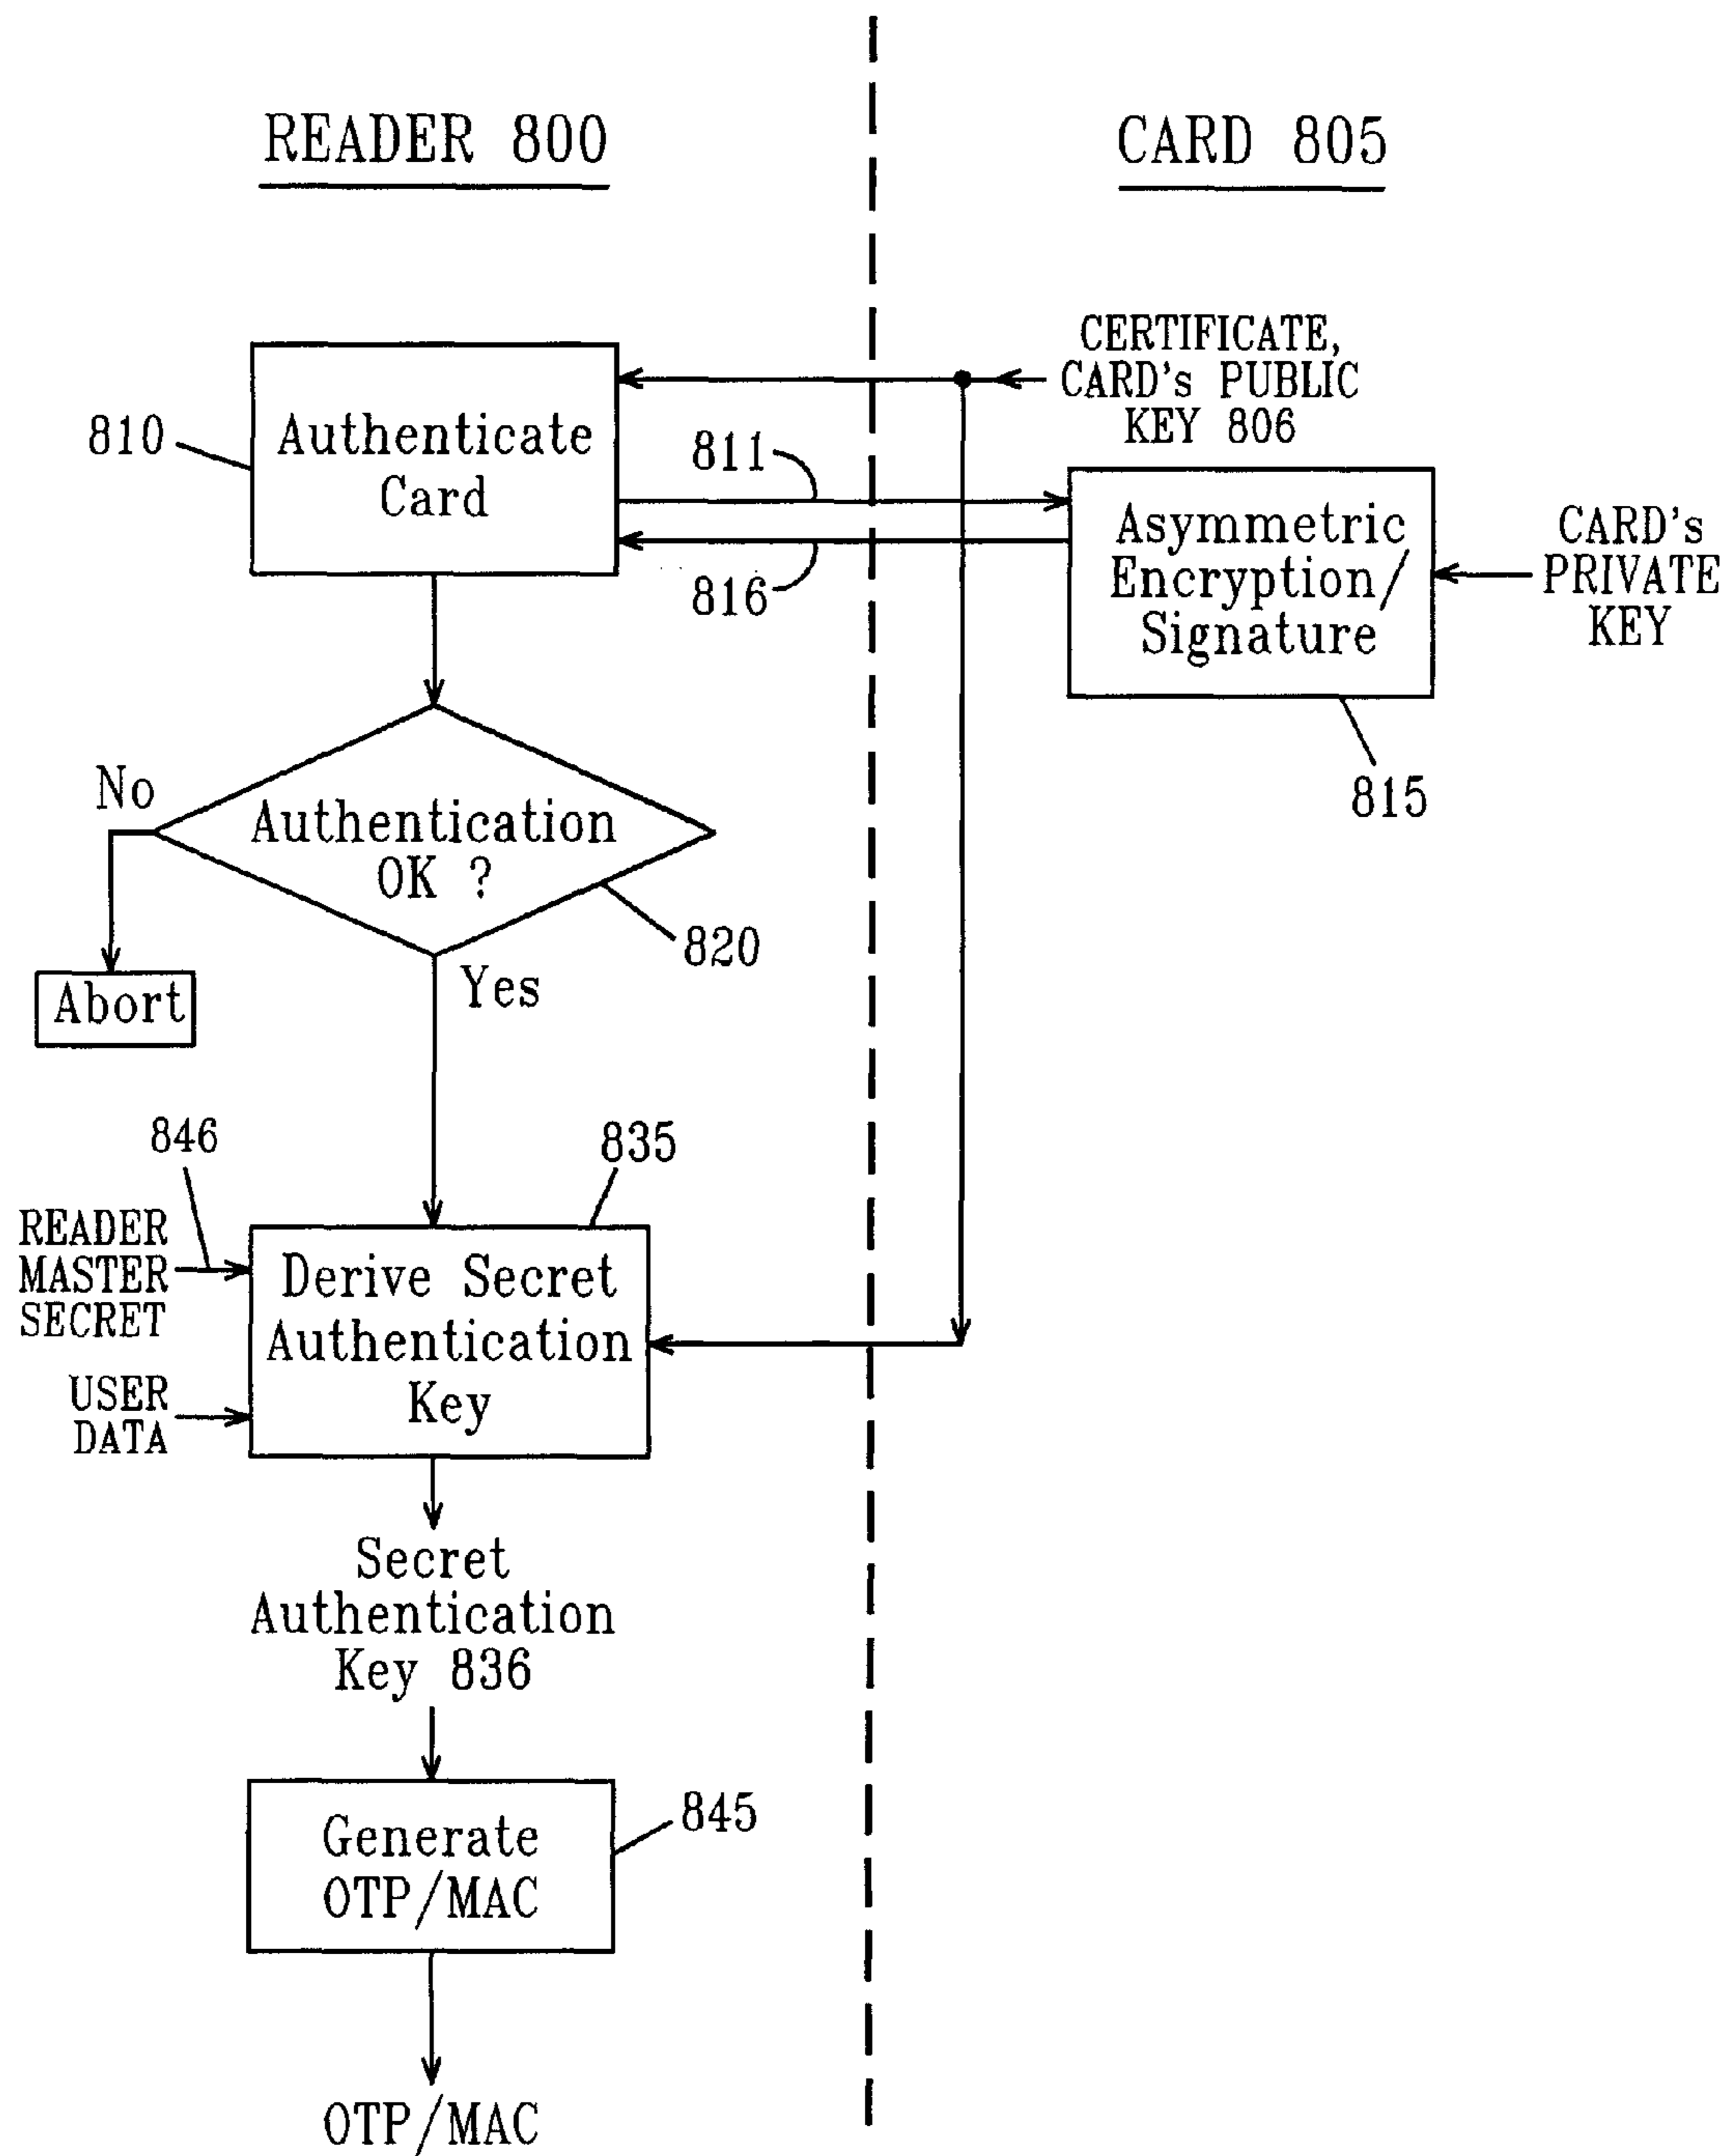 READER 800
CARD 805
CERTIFICATE,
CARD's PUBLIC
KEY 806
810
Authenticate
Card
811
816
Asymmetric
Encryption/
Signature
CARD's
PRIVATE
KEY
815
No
Authentication
OK ?
820
Yes
Abort
846
835
READER
MASTER
SECRET
Derive Secret
Authentication
Key
USER
DATA
Secret
Authentication
Key 836
Generate
OTP/MAC
845
OTP/MAC